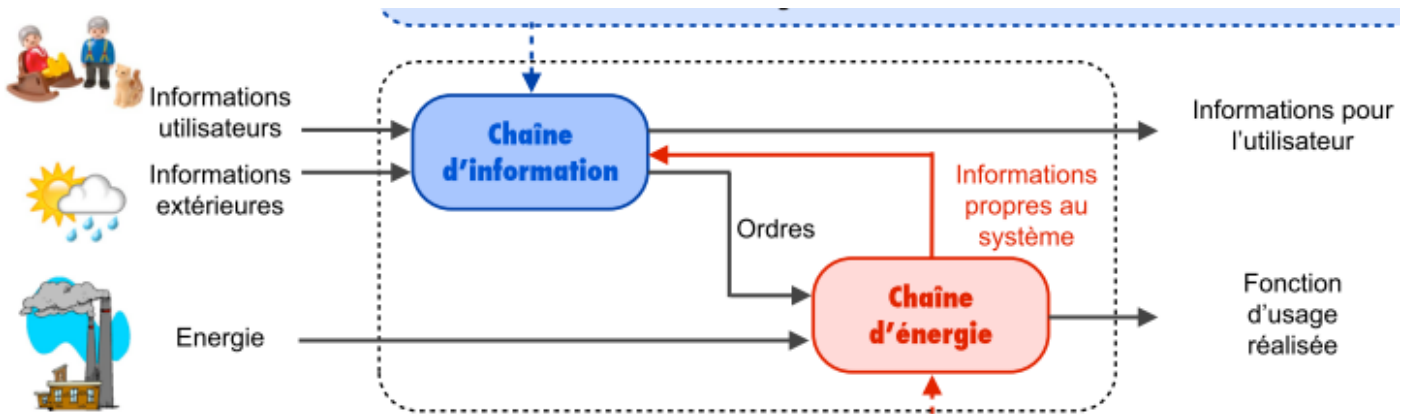 Informations
utilisateurs
Chaîne
d'information
Informations pour
l'utilisateur
Informations
extérieures
Informations
propres au
système
Ordres
Energie
Chaîne
d'énergie
Fonction
d'usage
réalisée